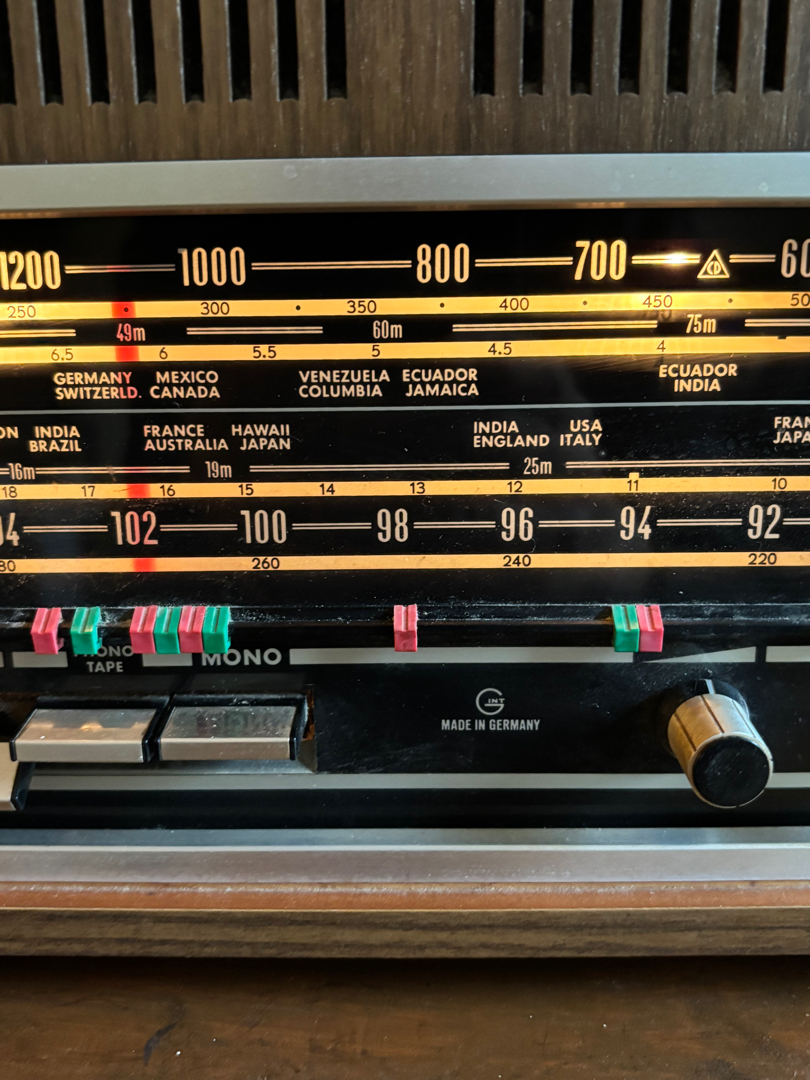 1200 1000 800 700 60
250 300 350 400 450 50
49m 60m 75m
6.5 6 5.5 5 4.5 4
GERMANY MEXICO VENEZUELA ECUADOR ECUADOR
SWITZERLD. CANADA COLUMBIA JAMAICA INDIA
ON INDIA FRANCE HAWAII INDIA USA FRAN
BRAZIL AUSTRALIA JAPAN ENGLAND ITALY JAPA
16m 19m 25m
18 17 16 15 14 13 12 11 10
04 102 100 98 96 94 92
80 260 240 220
MONO MONO
TAPE
G INT
MADE IN GERMANY